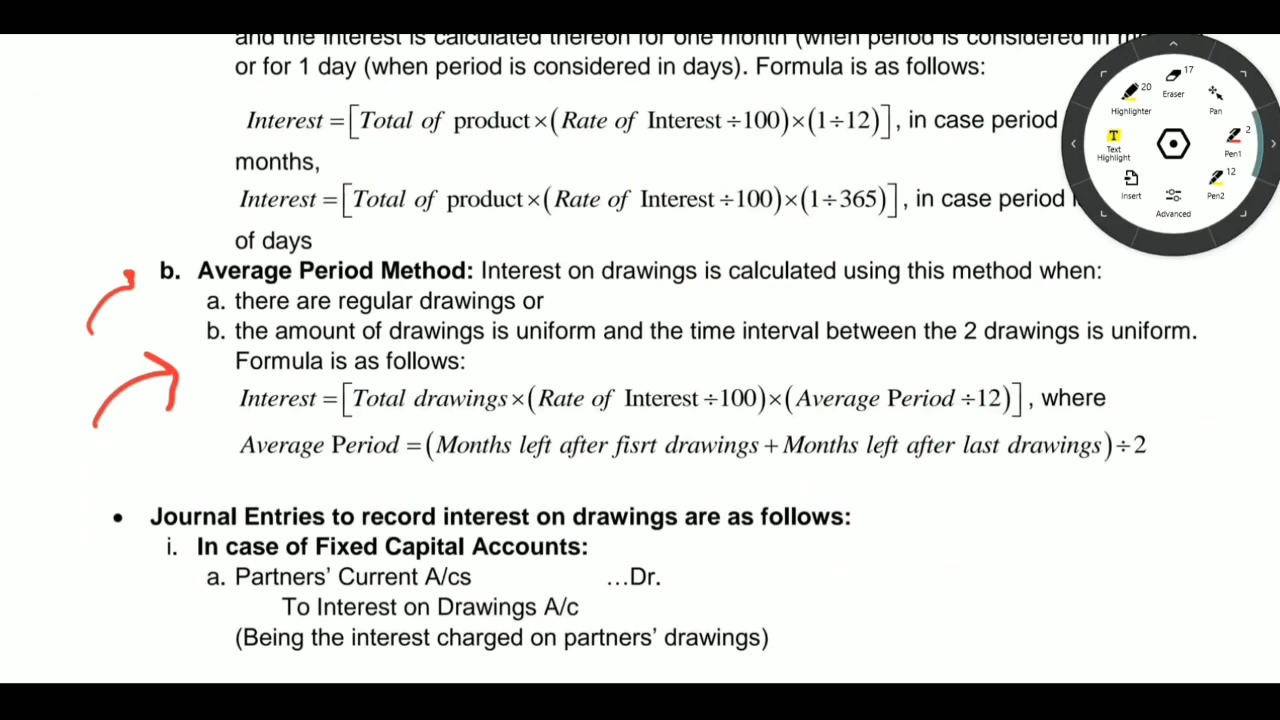 and the interest is calculated thereon for one month (when period is considered in
or for 1 day (when period is considered in days). Formula is as follows:
Interest = [Total of product × (Rate of Interest ÷ 100) × (1 ÷ 12)], in case period
months,
Interest = [Total of product × (Rate of Interest ÷ 100) × (1 ÷ 365)], in case period
of days
b. Average Period Method: Interest on drawings is calculated using this method when:
a. there are regular drawings or
b. the amount of drawings is uniform and the time interval between the 2 drawings is uniform.
Formula is as follows:
Interest = [Total drawings × (Rate of Interest ÷ 100) × (Average Period ÷ 12)], where
Average Period = (Months left after fisrt drawings + Months left after last drawings) ÷ 2
• Journal Entries to record interest on drawings are as follows:
i. In case of Fixed Capital Accounts:
a. Partners’ Current A/cs …Dr.
To Interest on Drawings A/c
(Being the interest charged on partners’ drawings)
17
Eraser
20
Highlighter
Pan
T
Text
Highlight
2
Pen1
Insert
12
Pen2
Advanced